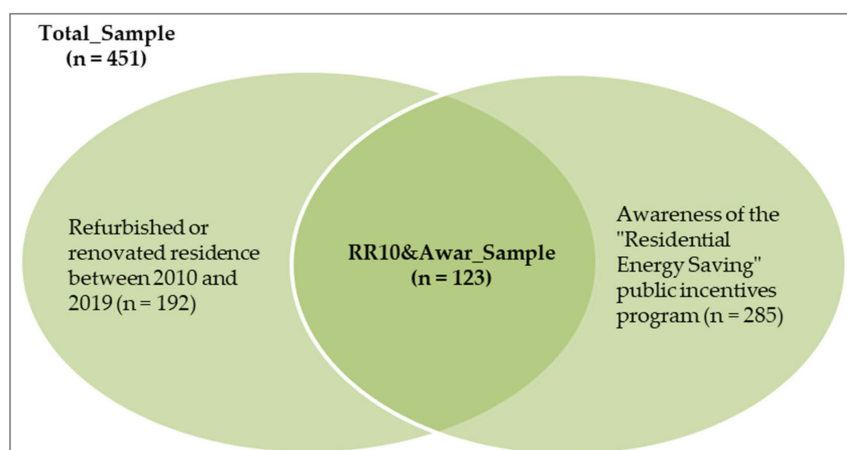 Total_Sample
(n = 451)
Refurbished or
renovated residence
between 2010 and
2019 (n = 192)
RR10&Awar_Sample
(n = 123)
Awareness of the
"Residential
Energy Saving"
public incentives
program (n = 285)